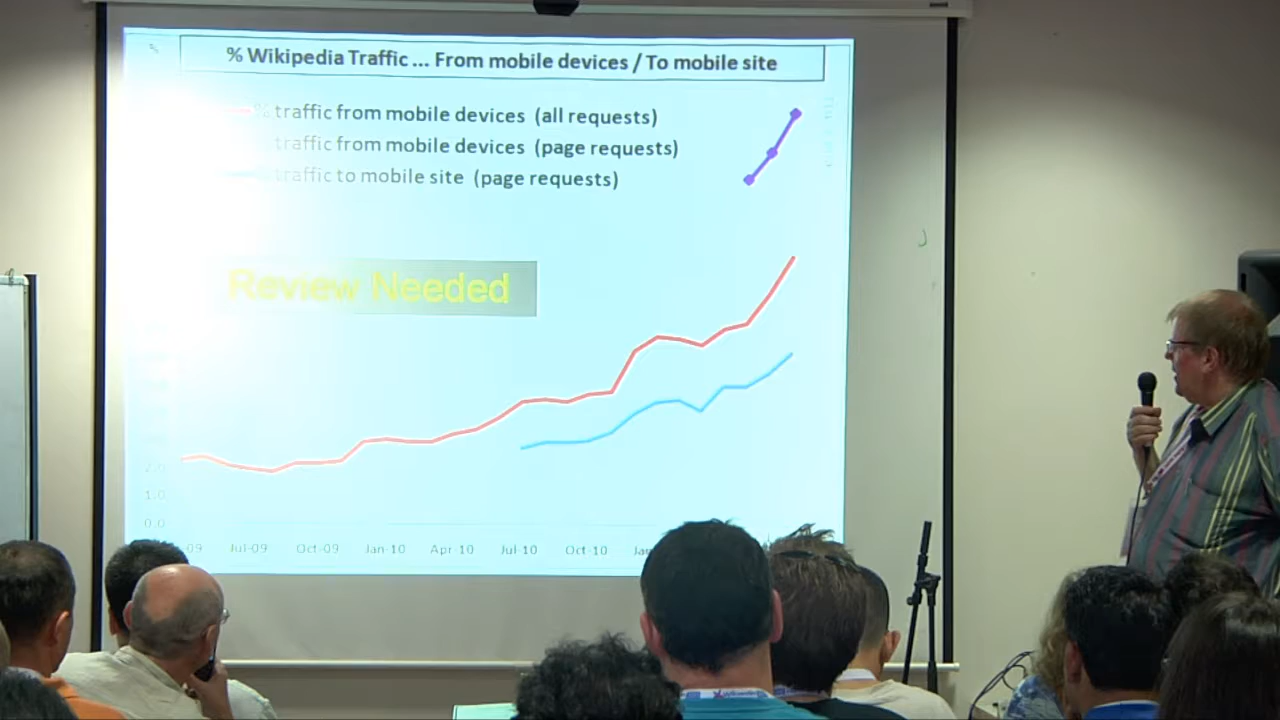 % Wikipedia Traffic ... From mobile devices / To mobile site
% traffic from mobile devices (all requests)
traffic from mobile devices (page requests)
traffic to mobile site (page requests)
Review Needed
2.0
1.0
0.0
09 Jul-09 Oct-09 Jan-10 Apr-10 Jul-10 Oct-10